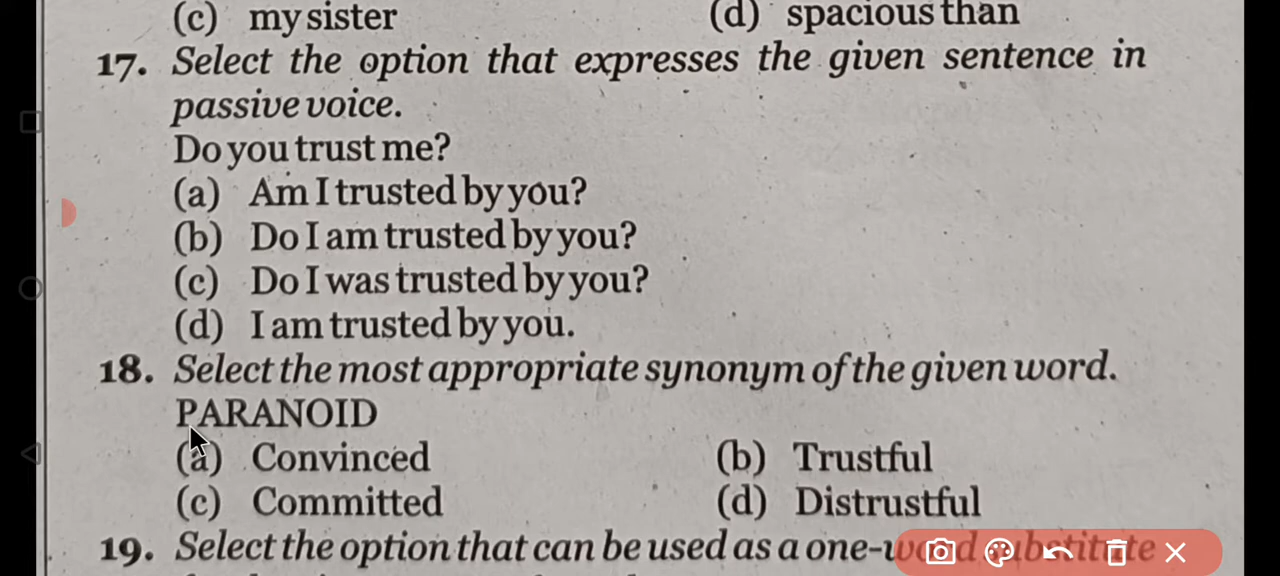 (c) my sister (d) spacious than
17. Select the option that expresses the given sentence in
passive voice.
Do you trust me?
(a) Am I trusted by you?
(b) Do I am trusted by you?
(c) Do I was trusted by you?
(d) I am trusted by you.
18. Select the most appropriate synonym of the given word.
PARANOID
(a) Convinced (b) Trustful
(c) Committed (d) Distrustful
19. Select the option that can be used as a one-word substitute